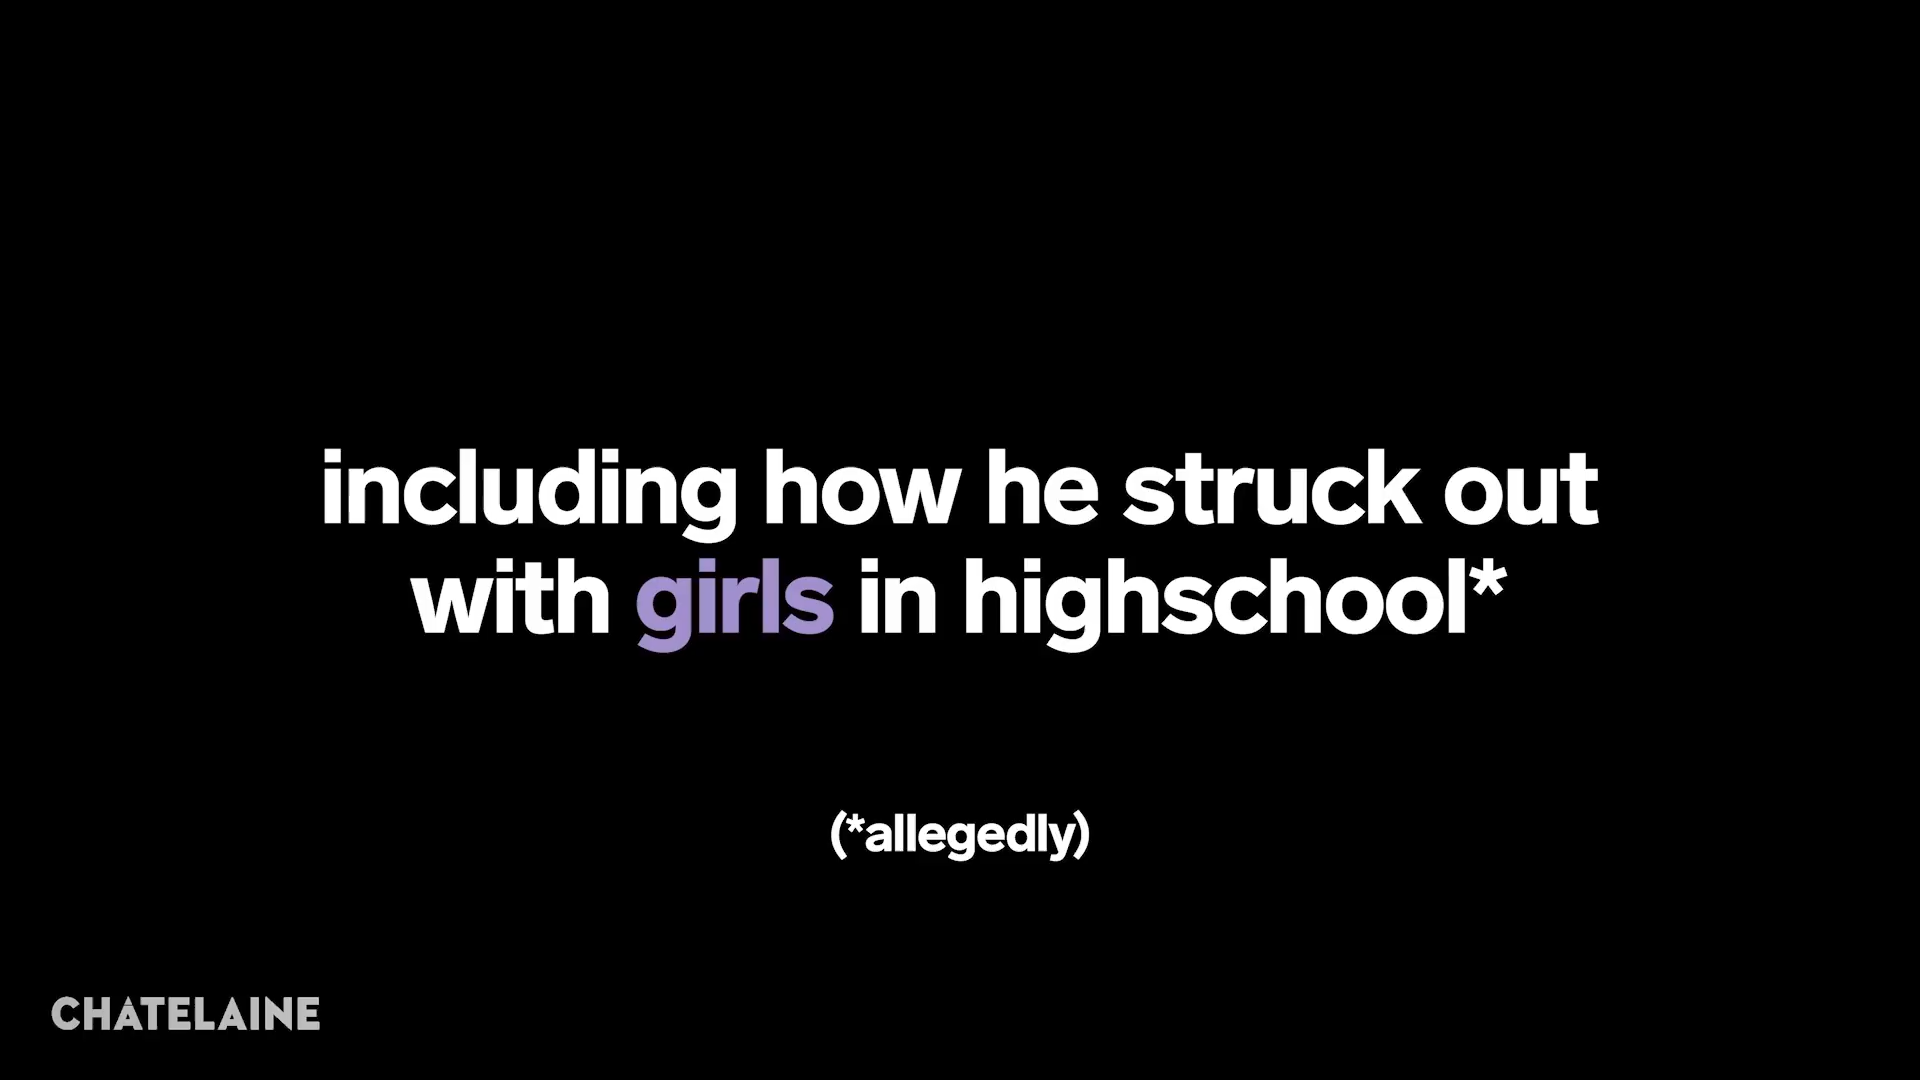 including how he struck out
with girls in highschool*
(*allegedly)
CHATELAINE